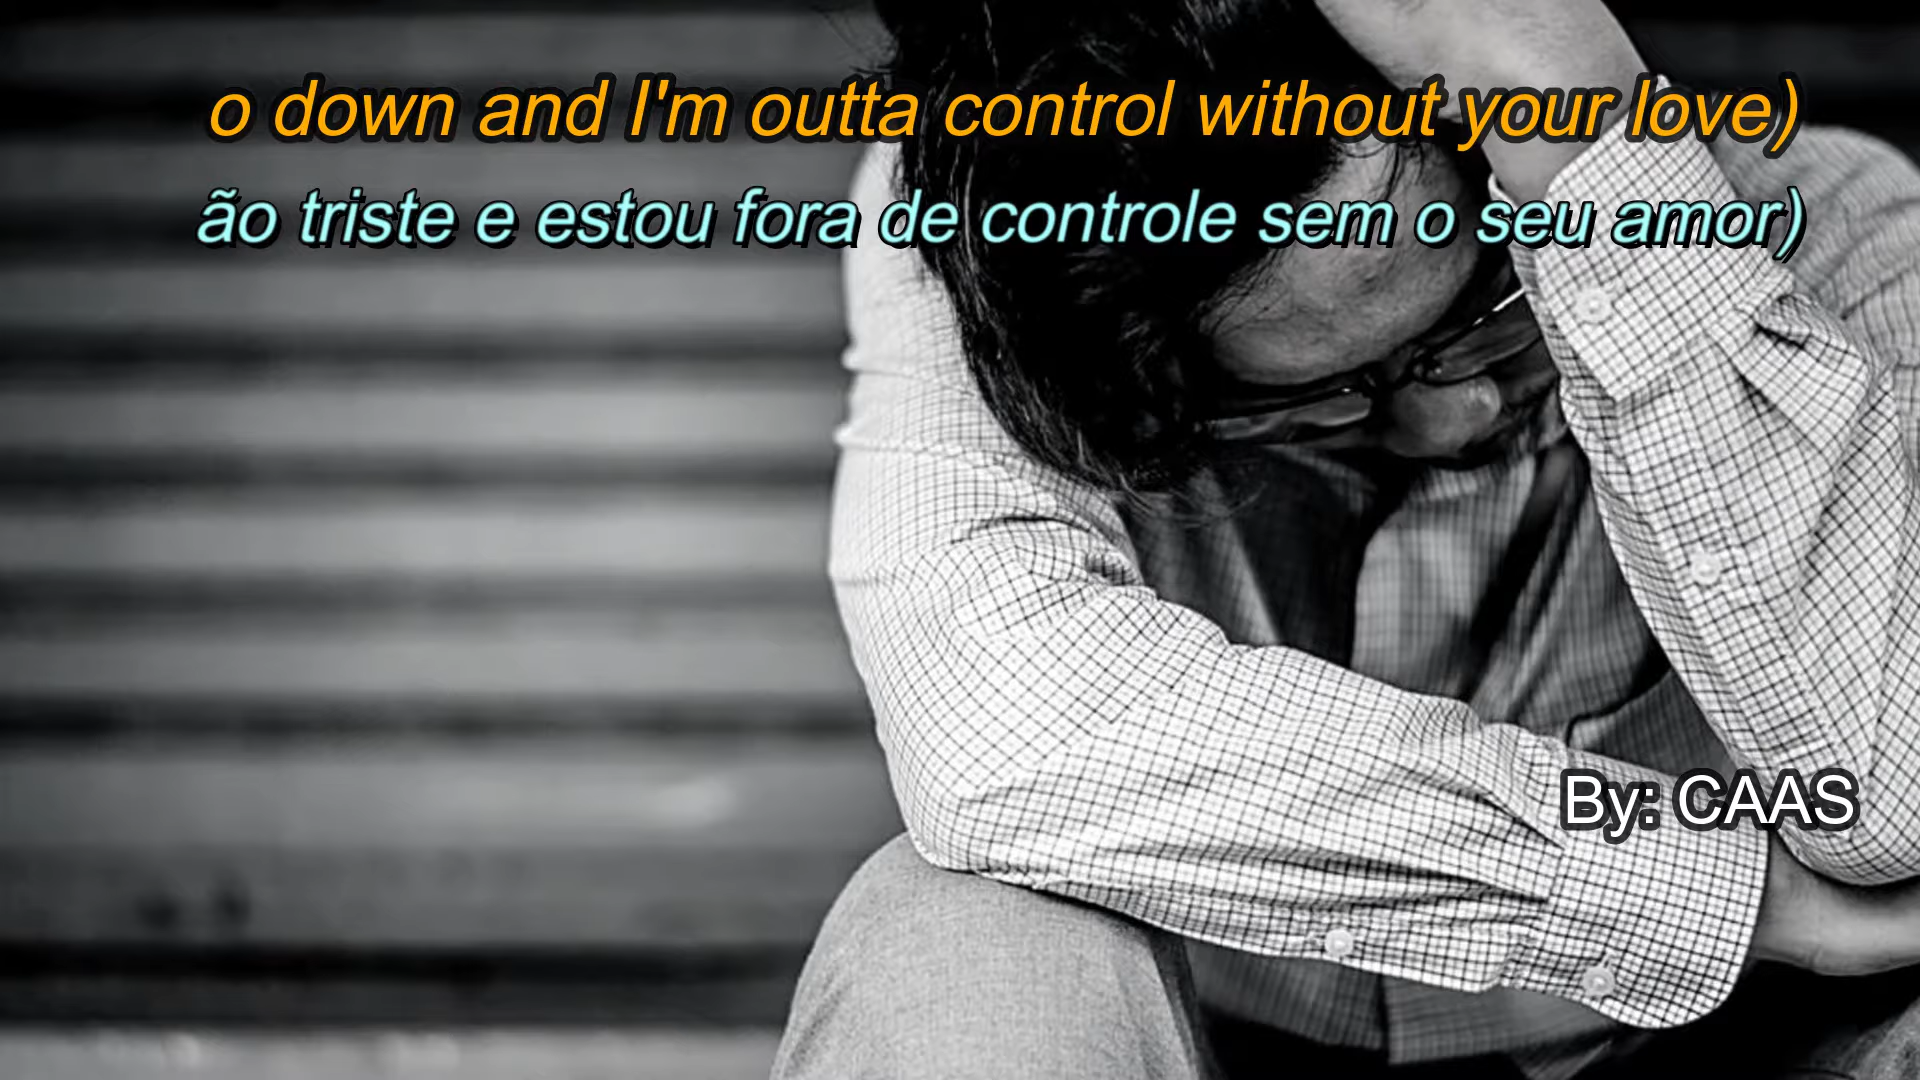 o down and I'm outta control without your love)
ão triste e estou fora de controle sem o seu amor)
By: CAAS